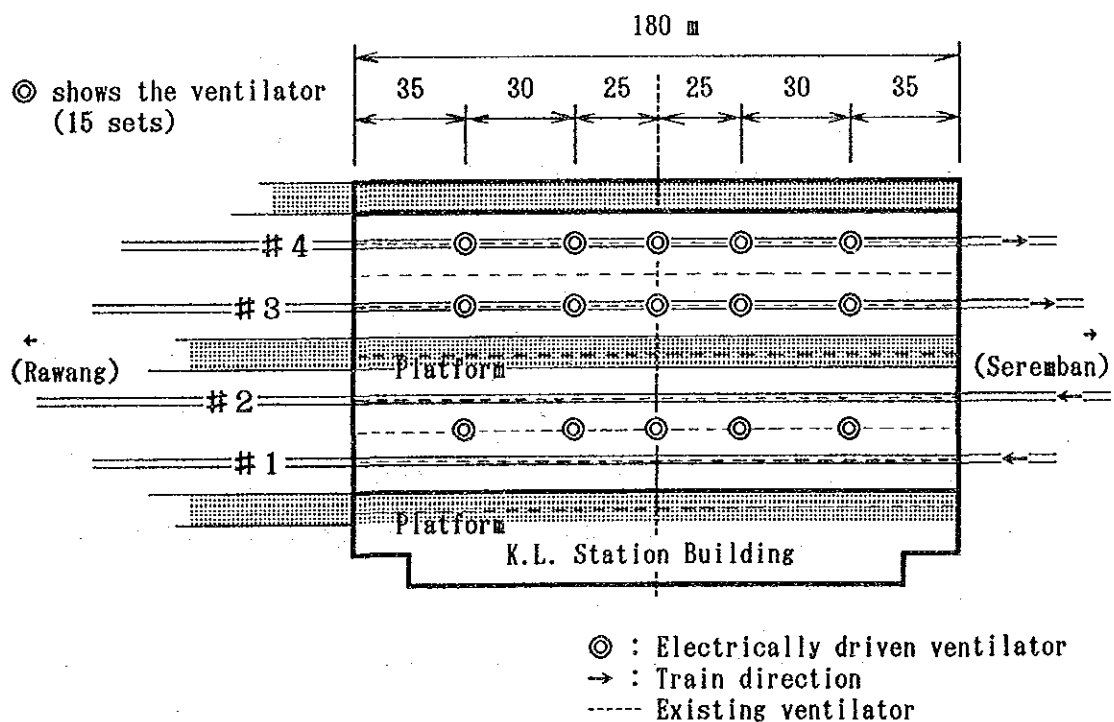 180 m
◎ shows the ventilator
(15 sets)
35 30 25 25 30 35
#4
#3
(Rawang) Platform (Seremban)
#2
#1
Platform
K.L. Station Building
◎ : Electrically driven ventilator
→ : Train direction
------ Existing ventilator